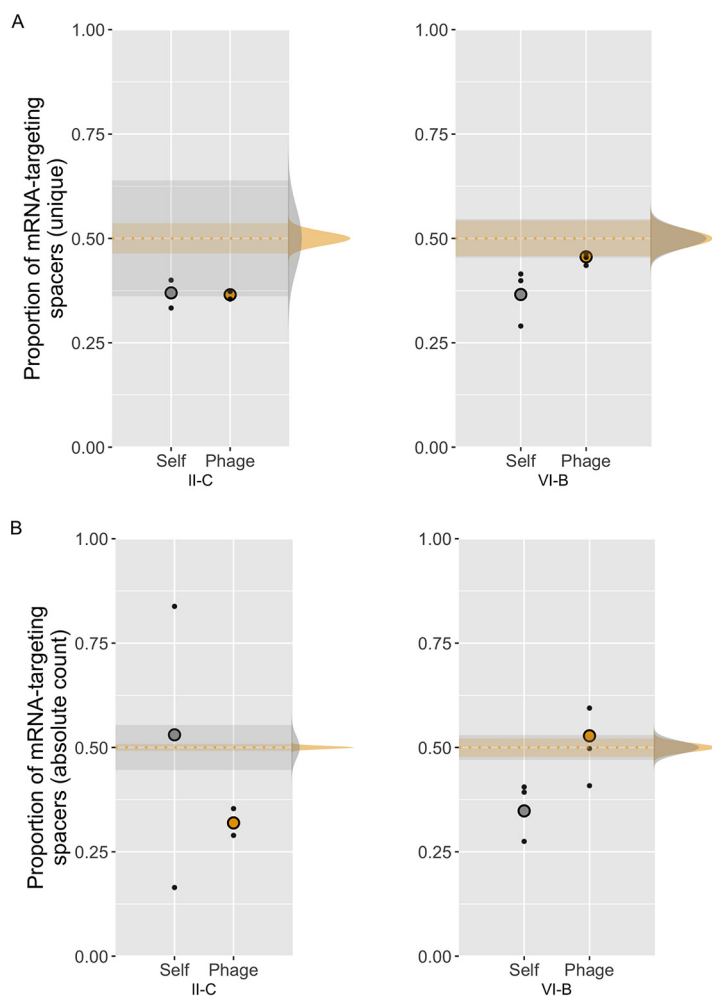 A
Proportion of mRNA-targeting
spacers (unique)
1.00
0.75
0.50
0.25
0.00
Self Phage
II-C
1.00
0.75
0.50
0.25
0.00
Self Phage
VI-B
B
Proportion of mRNA-targeting
spacers (absolute count)
1.00
0.75
0.50
0.25
0.00
Self Phage
II-C
1.00
0.75
0.50
0.25
0.00
Self Phage
VI-B